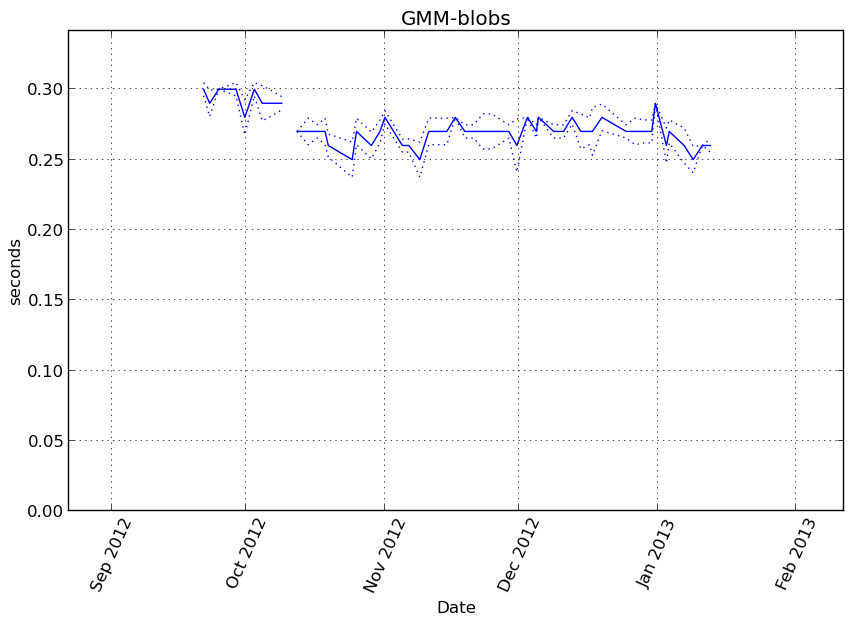 GMM-blobs
0.30
0.25
0.20
0.15
0.10
0.05
0.00
seconds
Sep 2012
Oct 2012
Nov 2012
Dec 2012
Jan 2013
Feb 2013
Date